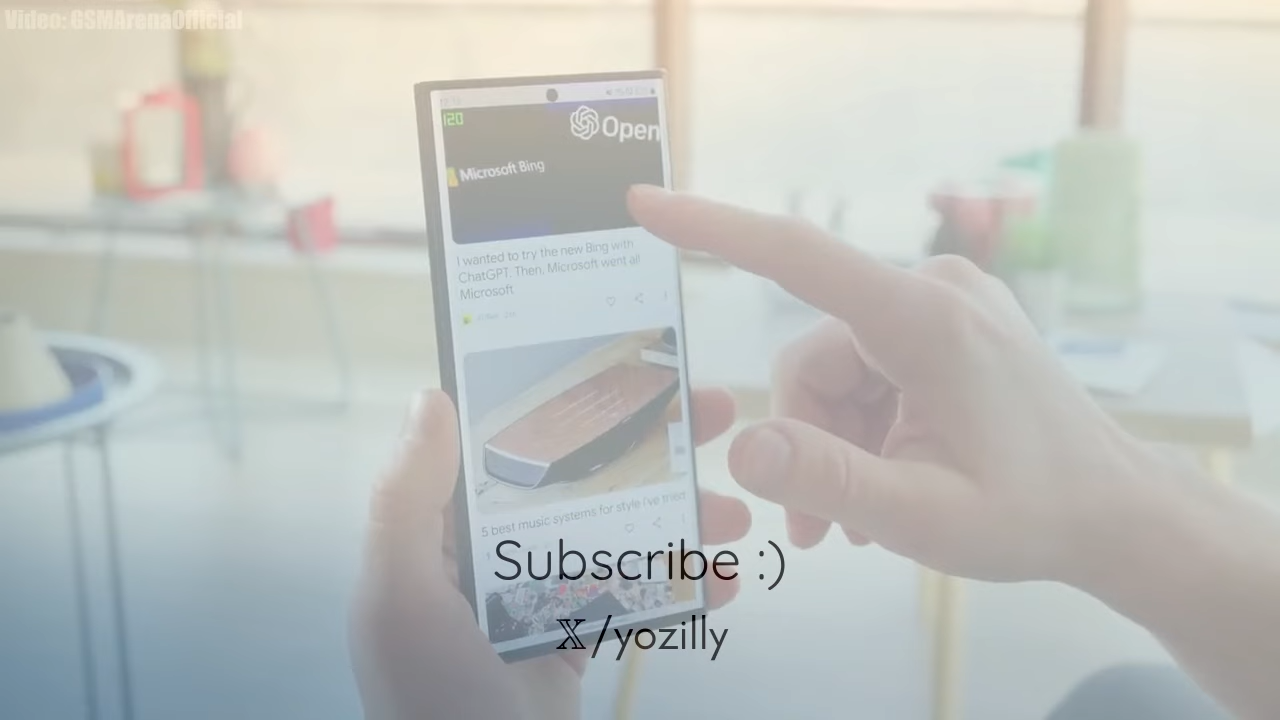 Video: GSMArenaOfficial
120
Open
Microsoft Bing
I wanted to try the new Bing with
ChatGPT. Then, Microsoft went all
Microsoft
5 best music systems for style I've tried
Subscribe :)
𝕏/yozilly